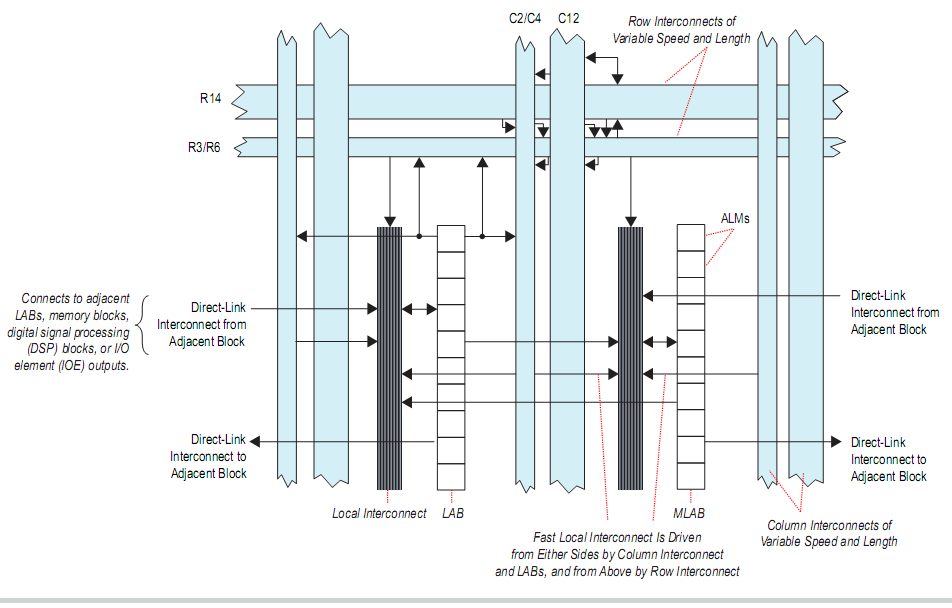 C2/C4
C12
Row Interconnects of
Variable Speed and Length
R14
R3/R6
ALMs
Connects to adjacent
LABs, memory blocks,
digital signal processing
(DSP) blocks, or I/O
element (IOE) outputs.
Direct-Link
Interconnect from
Adjacent Block
Direct-Link
Interconnect from
Adjacent Block
Direct-Link
Interconnect to
Adjacent Block
Direct-Link
Interconnect to
Adjacent Block
Local Interconnect
LAB
MLAB
Fast Local Interconnect Is Driven
from Either Sides by Column Interconnect
and LABs, and from Above by Row Interconnect
Column Interconnects of
Variable Speed and Length